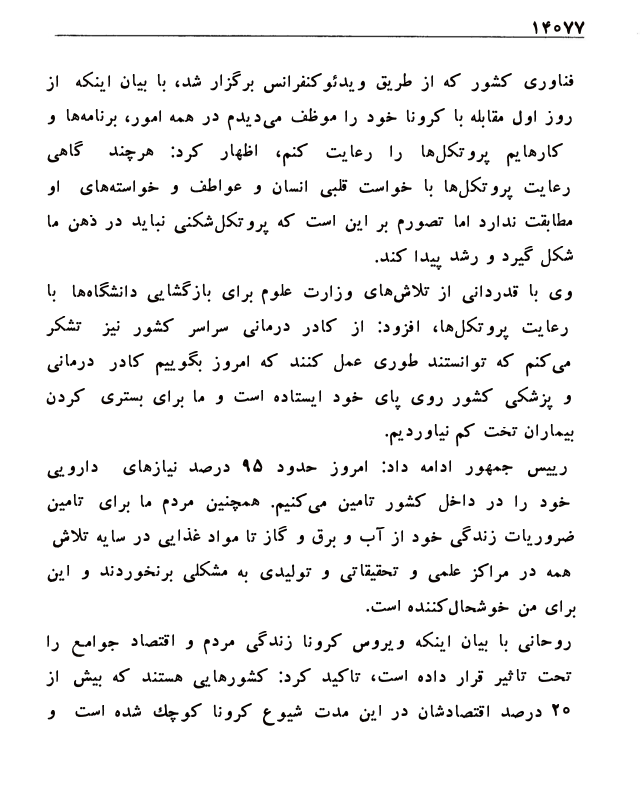 ۱۴۰۷۷
فناوری کشور که از طریق ویدئوکنفرانس برگزار شد، با بیان اینکه از
روز اول مقابله با کرونا خود را موظف می‌دیدم در همه امور، برنامه‌ها و
کارهایم پروتکل‌ها را رعایت کنم، اظهار کرد: هرچند گاهی
رعایت پروتکل‌ها با خواست قلبی انسان و عواطف و خواسته‌های او
مطابقت ندارد اما تصورم بر این است که پروتکل‌شکنی نباید در ذهن ما
شکل گیرد و رشد پیدا کند.
وی با قدردانی از تلاش‌های وزارت علوم برای بازگشایی دانشگاه‌ها با
رعایت پروتکل‌ها، افزود: از کادر درمانی سراسر کشور نیز تشکر
می‌کنم که توانستند طوری عمل کنند که امروز بگوییم کادر درمانی
و پزشکی کشور روی پای خود ایستاده است و ما برای بستری کردن
بیماران تخت کم نیاوردیم.
رییس جمهور ادامه داد: امروز حدود ۹۵ درصد نیازهای دارویی
خود را در داخل کشور تامین می‌کنیم. همچنین مردم ما برای تامین
ضروریات زندگی خود از آب و برق و گاز تا مواد غذایی در سایه تلاش
همه در مراکز علمی و تحقیقاتی و تولیدی به مشکلی برنخوردند و این
برای من خوشحال‌کننده است.
روحانی با بیان اینکه ویروس کرونا زندگی مردم و اقتصاد جوامع را
تحت تاثیر قرار داده است، تاکید کرد: کشورهایی هستند که بیش از
۲۰ درصد اقتصادشان در این مدت شیوع کرونا کوچك شده است و